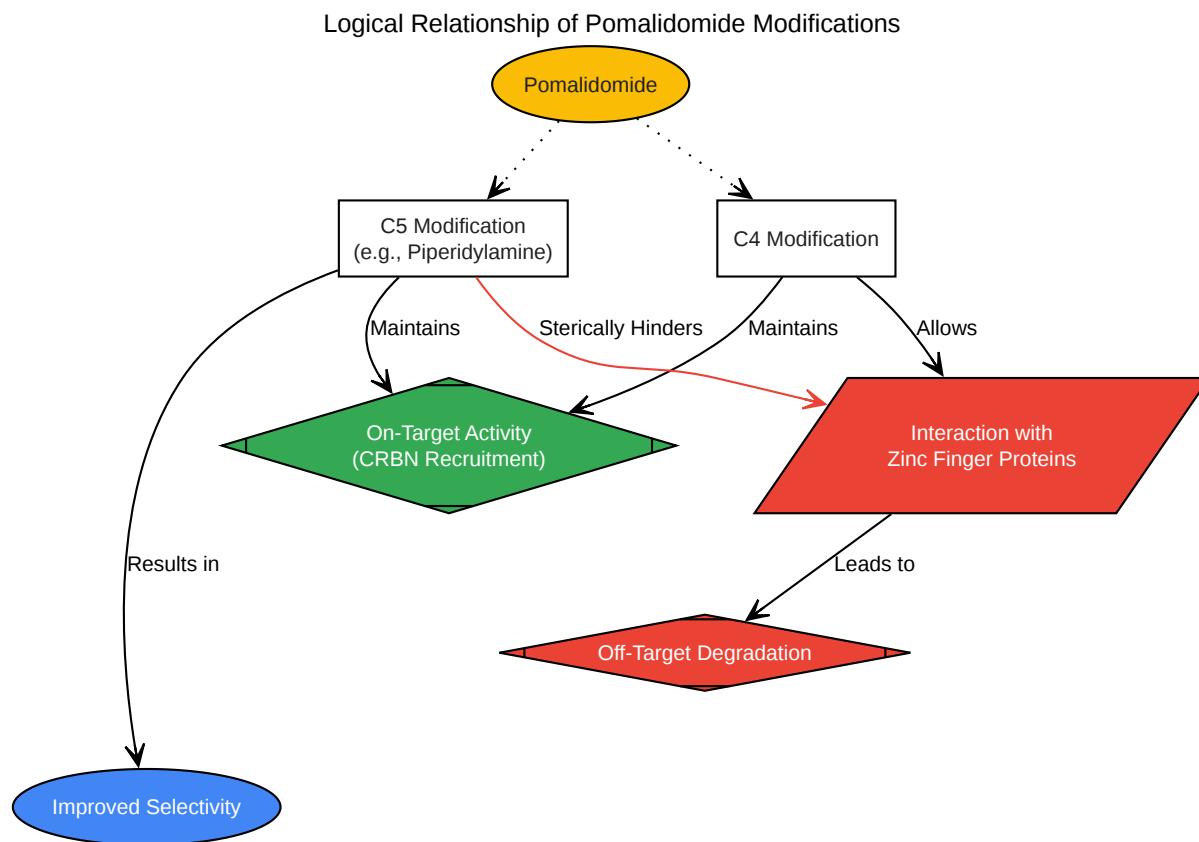 Logical Relationship of Pomalidomide Modifications
Pomalidomide
C5 Modification
(e.g., Piperidylamine)
C4 Modification
Maintains
Sterically Hinders
Maintains
Allows
On-Target Activity
(CRBN Recruitment)
Interaction with
Zinc Finger Proteins
Results in
Leads to
Off-Target Degradation
Improved Selectivity